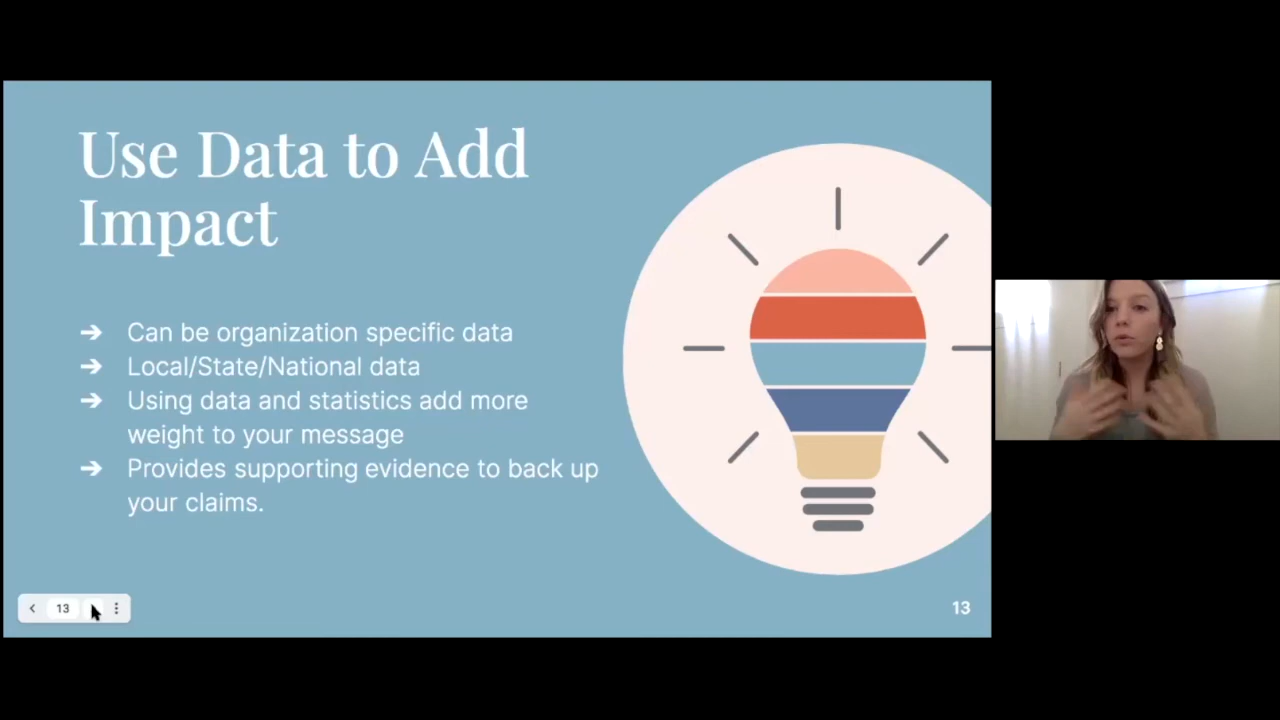 Use Data to Add
Impact
➔ Can be organization specific data
➔ Local/State/National data
➔ Using data and statistics add more
weight to your message
➔ Provides supporting evidence to back up
your claims.
13
13